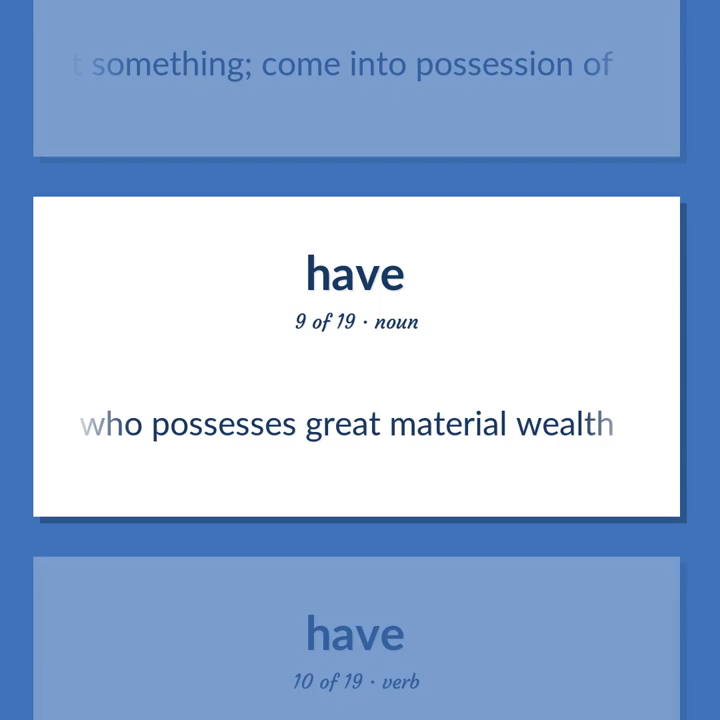 t something; come into possession of
have
9 of 19 · noun
who possesses great material wealth
have
10 of 19 · verb